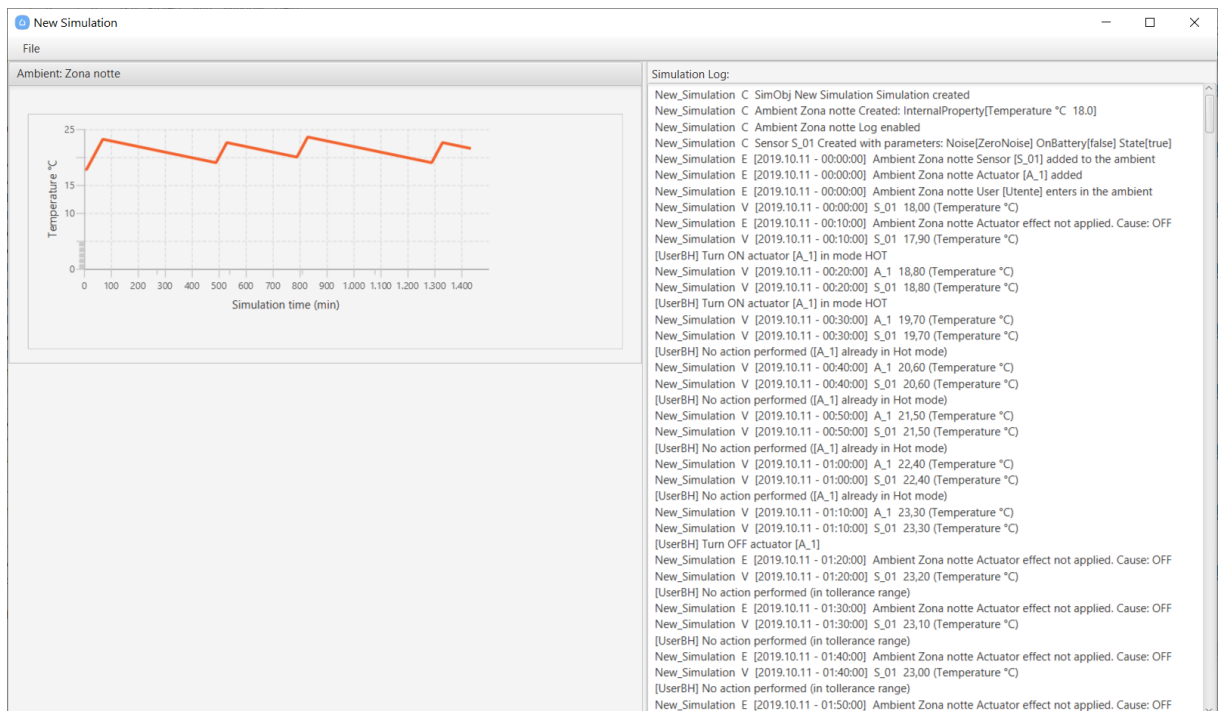 New Simulation
File
Ambient: Zona notte
25
15
10
0
Temperature °C
0 100 200 300 400 500 600 700 800 900 1.000 1.100 1.200 1.300 1.400
Simulation time (min)
Simulation Log:
New_Simulation C SimObj New Simulation Simulation created
New_Simulation C Ambient Zona notte Created: InternalProperty[Temperature °C 18.0]
New_Simulation C Ambient Zona notte Log enabled
New_Simulation C Sensor S_01 Created with parameters: Noise[ZeroNoise] OnBattery[false] State[true]
New_Simulation E [2019.10.11 - 00:00:00] Ambient Zona notte Sensor [S_01] added to the ambient
New_Simulation E [2019.10.11 - 00:00:00] Ambient Zona notte Actuator [A_1] added
New_Simulation E [2019.10.11 - 00:00:00] Ambient Zona notte User [Utente] enters in the ambient
New_Simulation V [2019.10.11 - 00:00:00] S_01 18,00 (Temperature °C)
New_Simulation E [2019.10.11 - 00:10:00] Ambient Zona notte Actuator effect not applied. Cause: OFF
New_Simulation V [2019.10.11 - 00:10:00] S_01 17,90 (Temperature °C)
[UserBH] Turn ON actuator [A_1] in mode HOT
New_Simulation V [2019.10.11 - 00:20:00] A_1 18,80 (Temperature °C)
New_Simulation V [2019.10.11 - 00:20:00] S_01 18,80 (Temperature °C)
[UserBH] Turn ON actuator [A_1] in mode HOT
New_Simulation V [2019.10.11 - 00:30:00] A_1 19,70 (Temperature °C)
New_Simulation V [2019.10.11 - 00:30:00] S_01 19,70 (Temperature °C)
[UserBH] No action performed ([A_1] already in Hot mode)
New_Simulation V [2019.10.11 - 00:40:00] A_1 20,60 (Temperature °C)
New_Simulation V [2019.10.11 - 00:40:00] S_01 20,60 (Temperature °C)
[UserBH] No action performed ([A_1] already in Hot mode)
New_Simulation V [2019.10.11 - 00:50:00] A_1 21,50 (Temperature °C)
New_Simulation V [2019.10.11 - 00:50:00] S_01 21,50 (Temperature °C)
[UserBH] No action performed ([A_1] already in Hot mode)
New_Simulation V [2019.10.11 - 01:00:00] A_1 22,40 (Temperature °C)
New_Simulation V [2019.10.11 - 01:00:00] S_01 22,40 (Temperature °C)
[UserBH] No action performed ([A_1] already in Hot mode)
New_Simulation V [2019.10.11 - 01:10:00] A_1 23,30 (Temperature °C)
New_Simulation V [2019.10.11 - 01:10:00] S_01 23,30 (Temperature °C)
[UserBH] Turn OFF actuator [A_1]
New_Simulation E [2019.10.11 - 01:20:00] Ambient Zona notte Actuator effect not applied. Cause: OFF
New_Simulation V [2019.10.11 - 01:20:00] S_01 23,20 (Temperature °C)
[UserBH] No action performed (in tollerance range)
New_Simulation E [2019.10.11 - 01:30:00] Ambient Zona notte Actuator effect not applied. Cause: OFF
New_Simulation V [2019.10.11 - 01:30:00] S_01 23,10 (Temperature °C)
[UserBH] No action performed (in tollerance range)
New_Simulation E [2019.10.11 - 01:40:00] Ambient Zona notte Actuator effect not applied. Cause: OFF
New_Simulation V [2019.10.11 - 01:40:00] S_01 23,00 (Temperature °C)
[UserBH] No action performed (in tollerance range)
New_Simulation E [2019.10.11 - 01:50:00] Ambient Zona notte Actuator effect not applied. Cause: OFF